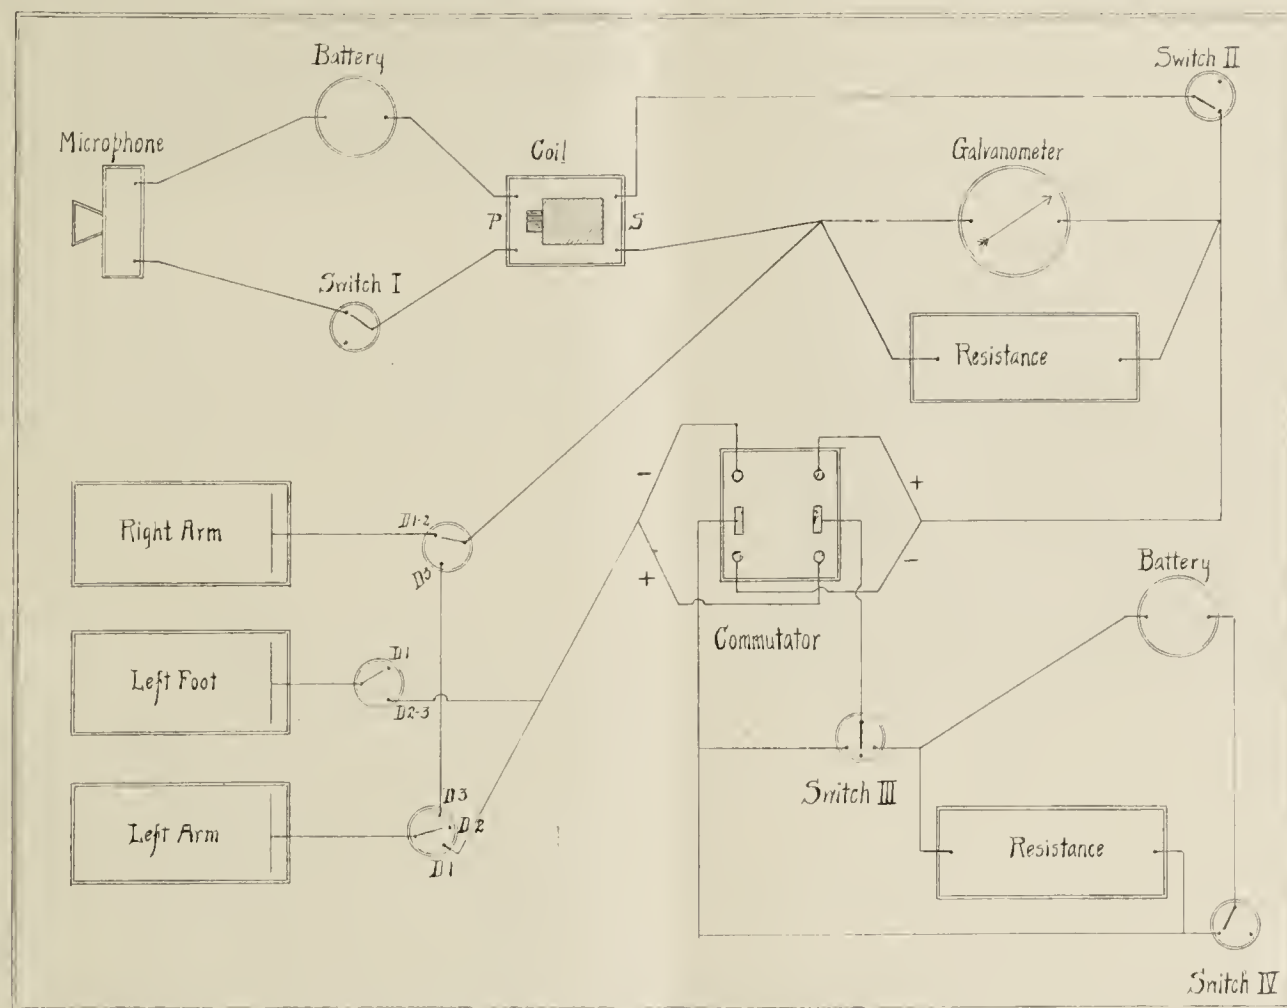 Battery
Switch II
Microphone
Coil
Galvanometer
P
S
Switch I
Resistance
-
+
Right Arm
D1-2
D3
+
-
Battery
Commutator
Left Foot
D1
D2-3
Switch III
D3
Left Arm
D2
D1
Resistance
Switch IV